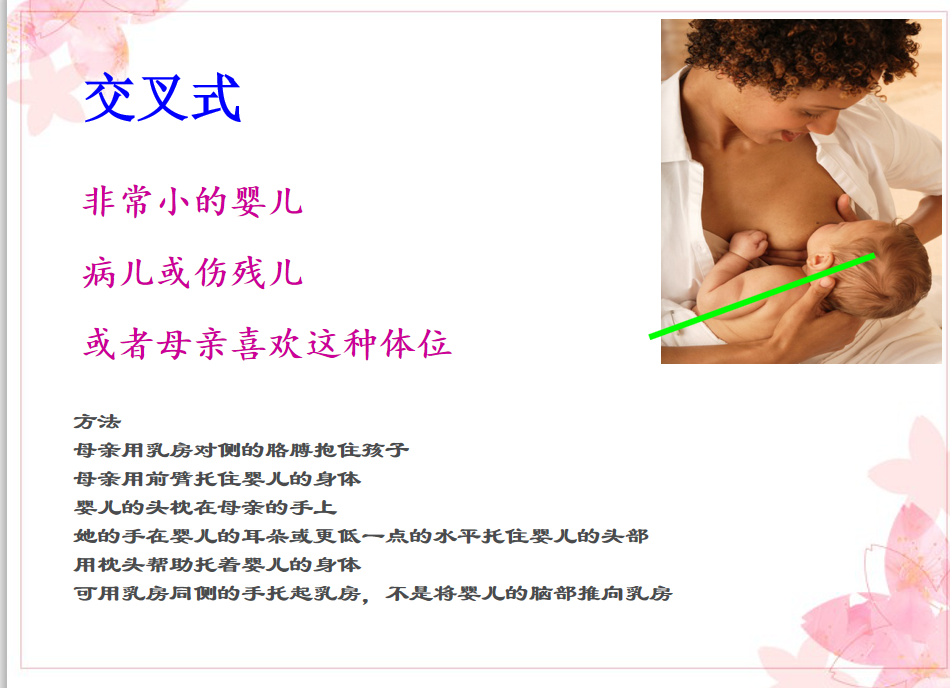 交叉式
非常小的婴儿
病儿或伤残儿
或者母亲喜欢这种体位
方法
母亲用乳房对侧的胳膊抱住孩子
母亲用前臂托住婴儿的身体
婴儿的头枕在母亲的手上
她的手在婴儿的耳朵或更低一点的水平托住婴儿的头部
用枕头帮助托着婴儿的身体
可用乳房同侧的手托起乳房，不是将婴儿的脑部推向乳房